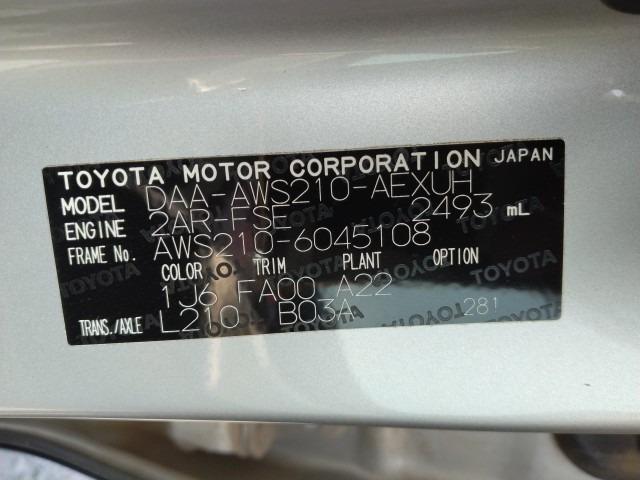 TOYOTA MOTOR CORPORATION JAPAN
MODEL DAA-AWS210-AEXUH
ENGINE 2AR-FSE 2493 mL
FRAME No. AWS210-6045108
COLOR TRIM PLANT OPTION
1J6 FA00 A22
TRANS./AXLE L210 B03A 281